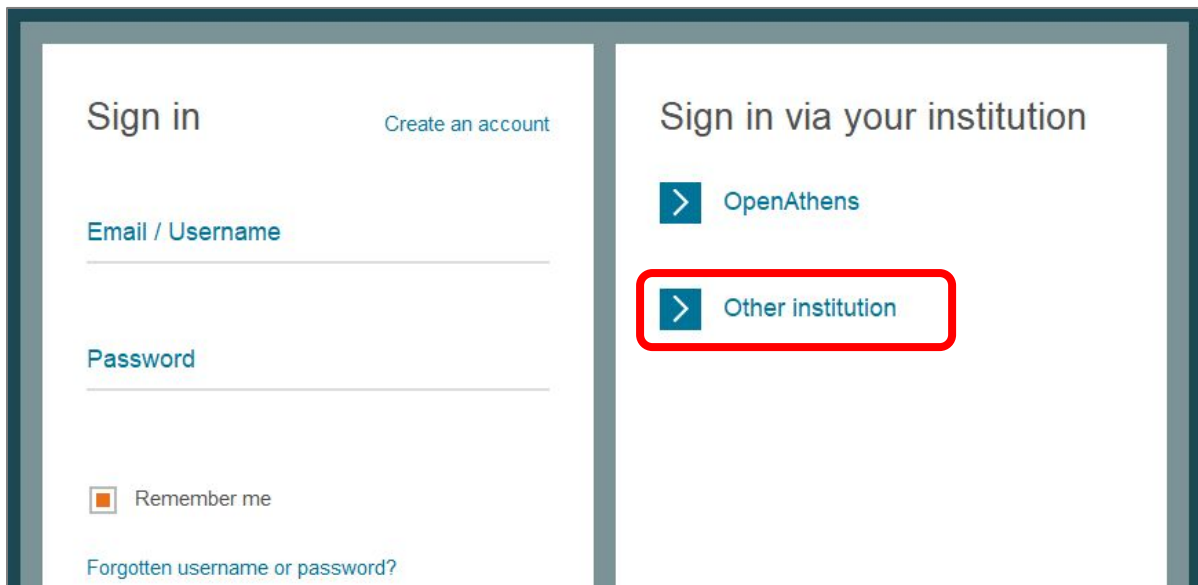 Sign in
Create an account
Email / Username
Password
Remember me
Forgotten username or password?
Sign in via your institution
OpenAthens
Other institution